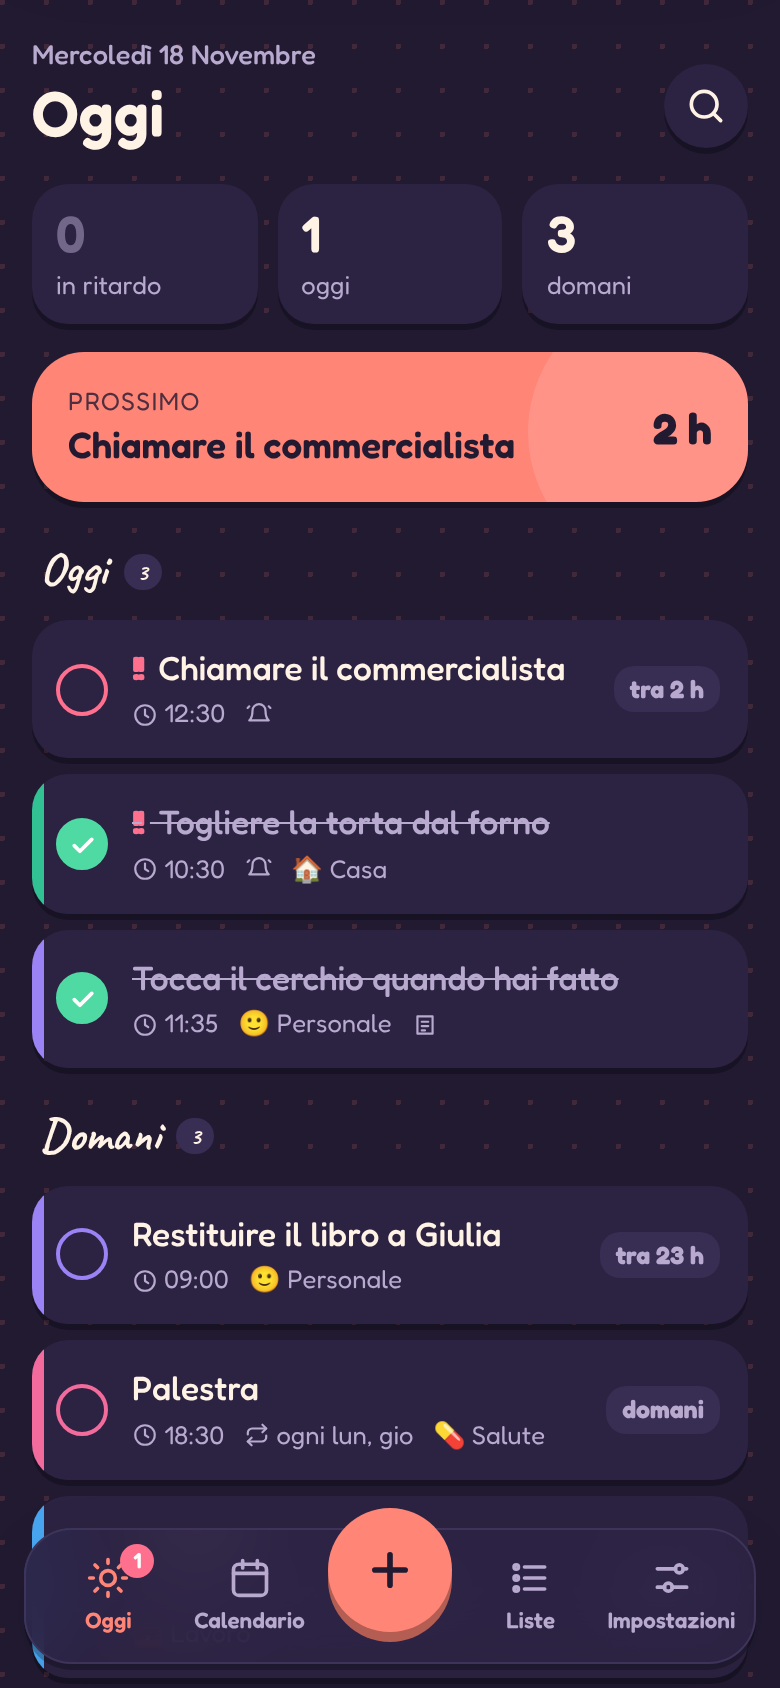 Mercoledì 18 Novembre
Oggi
0
in ritardo
1
oggi
3
domani
PROSSIMO
Chiamare il commercialista
2 h
Oggi 3
Chiamare il commercialista
12:30
tra 2 h
Togliere la torta dal forno
10:30 Casa
Tocca il cerchio quando hai fatto
11:35 Personale
Domani 3
Restituire il libro a Giulia
09:00 Personale
tra 23 h
Palestra
18:30 ogni lun, gio Salute
domani
Lavoro
1
Oggi
Calendario
+
Liste
Impostazioni